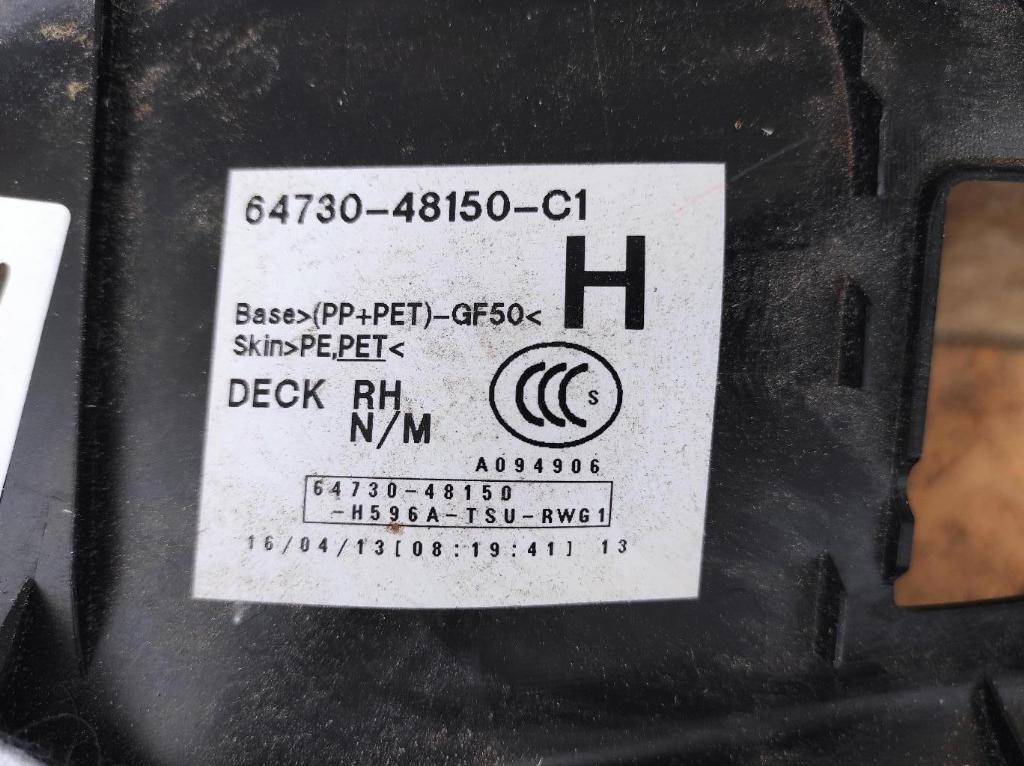 64730-48150-C1
H
Base>(PP+PET)-GF50<
Skin>PE,PET<
DECK RH
N/M
CCC S
A094906
64730-48150
-H596A-TSU-RWG1
16/04/13[08:19:41] 13